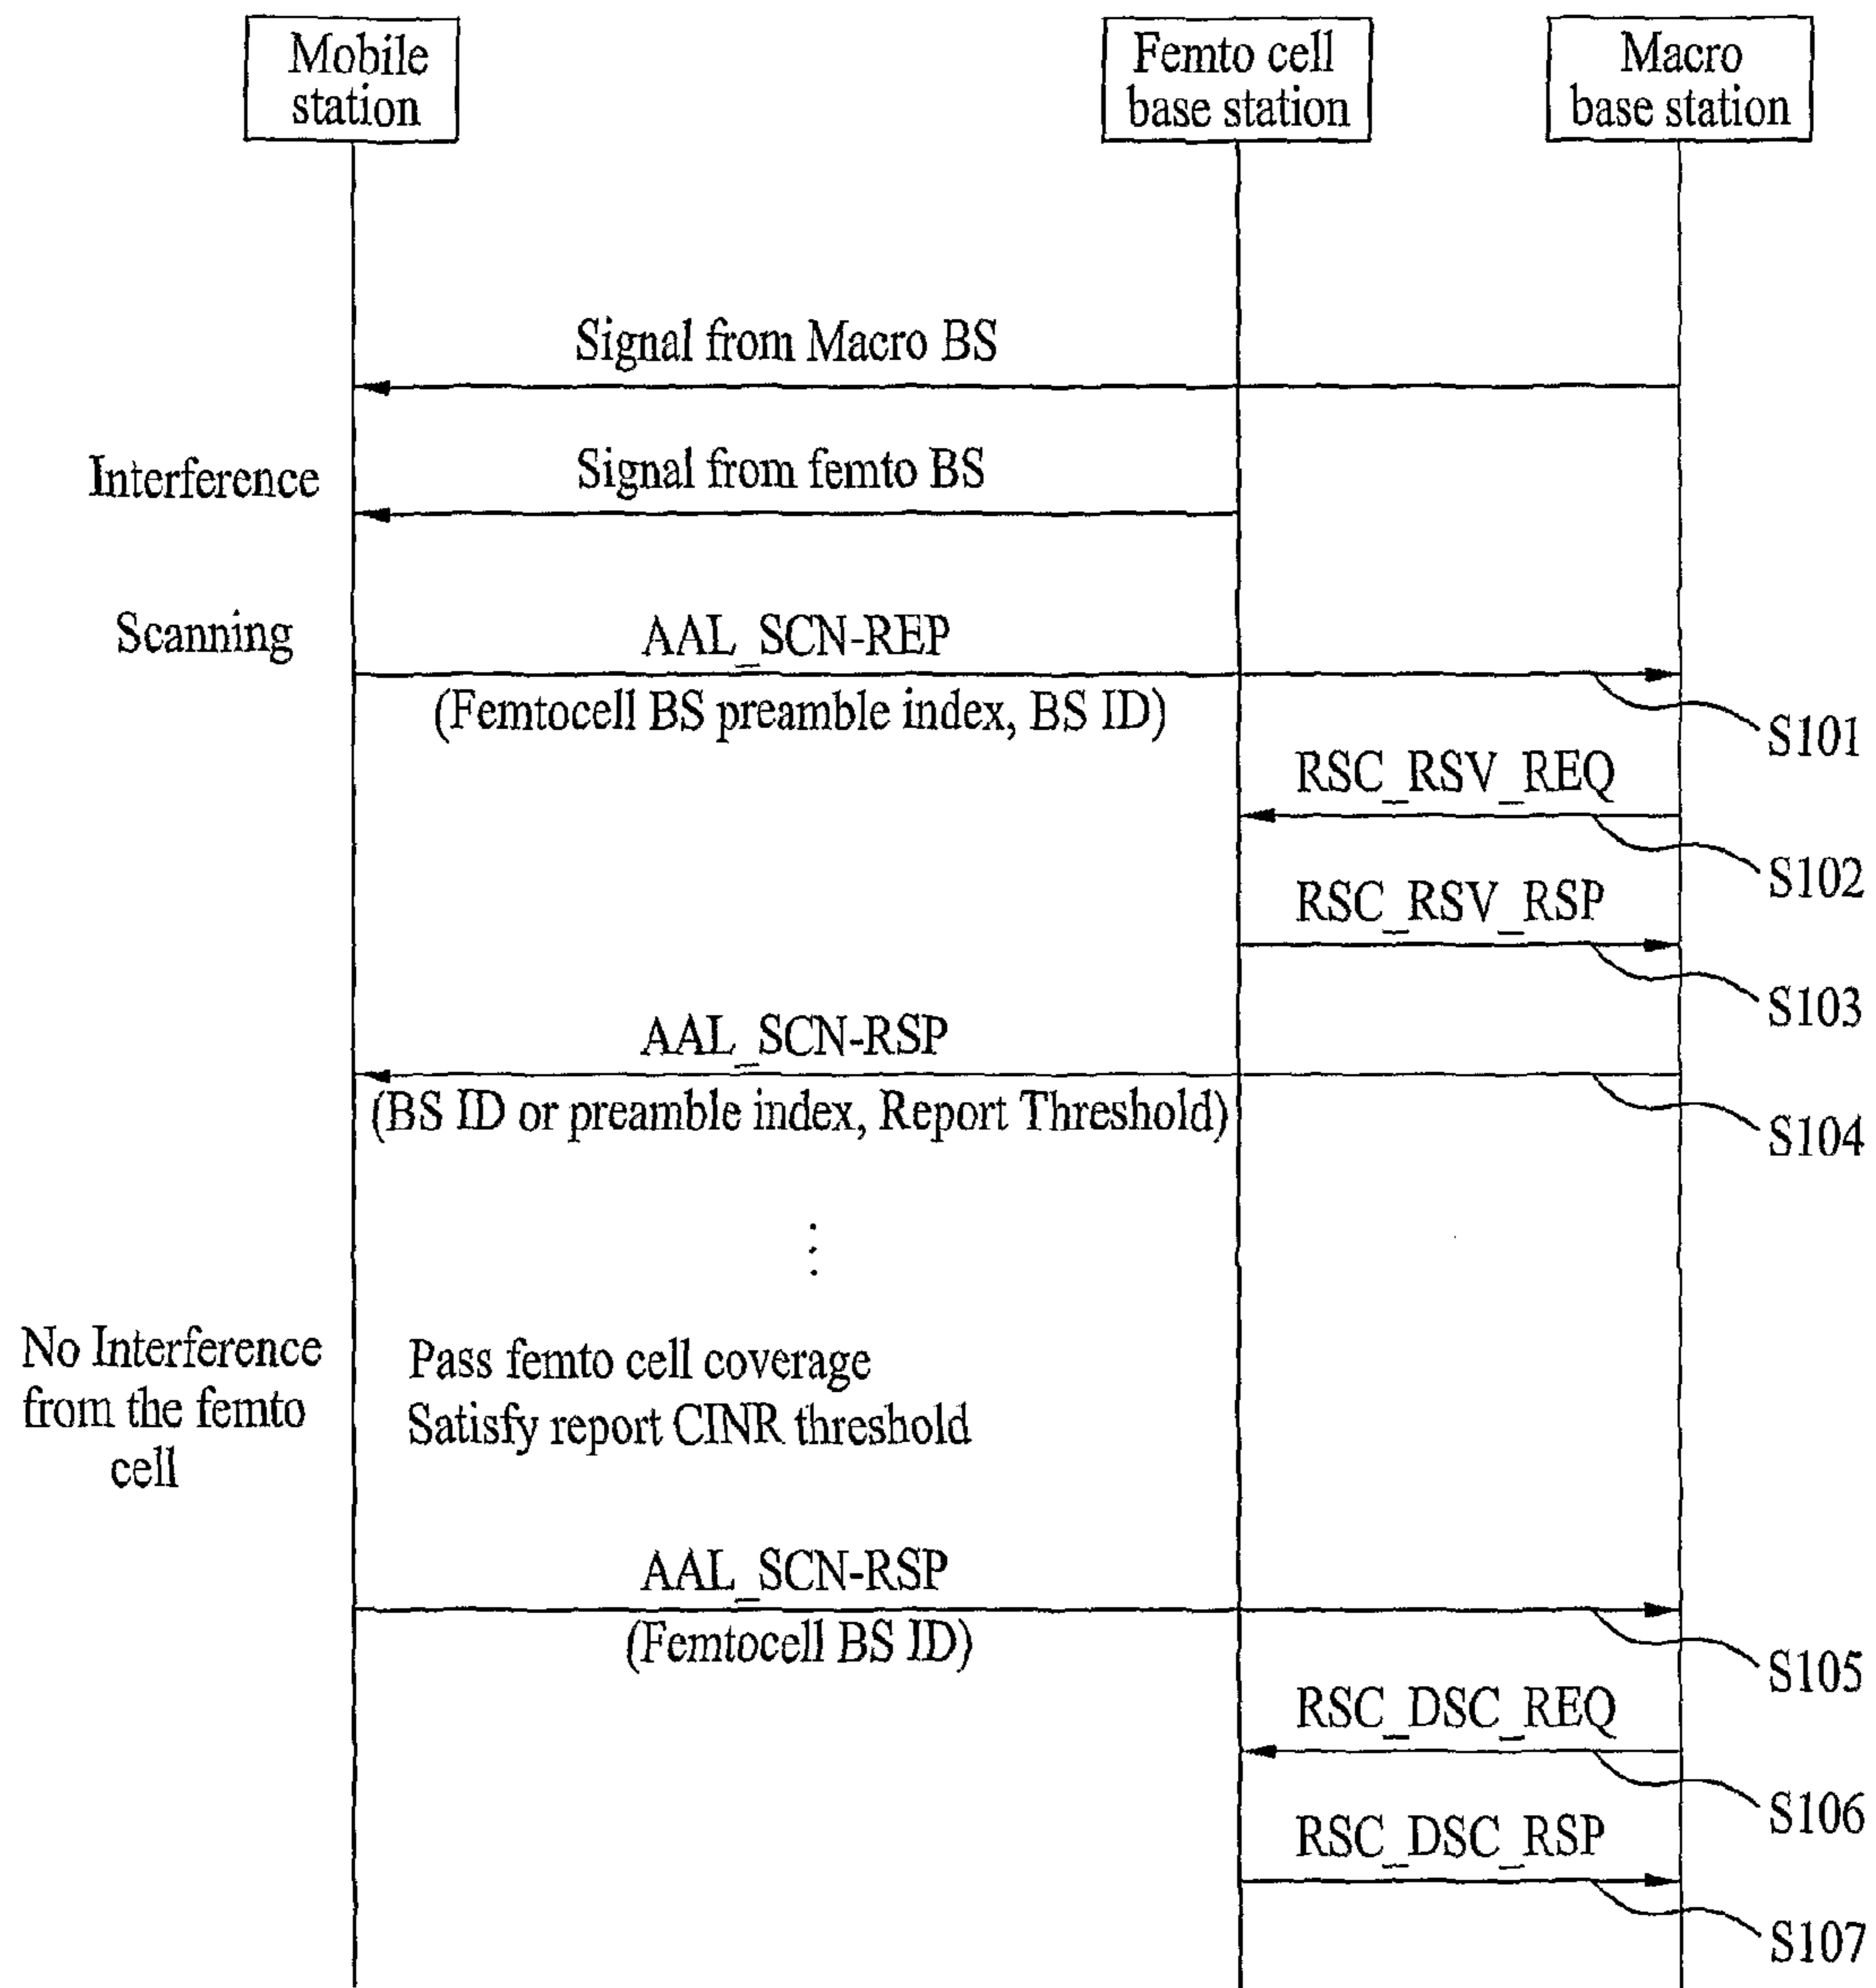 Mobile
station
Femto cell
base station
Macro
base station
Signal from Macro BS
Interference
Signal from femto BS
Scanning
AAL_SCN-REP
(Femtocell BS preamble index, BS ID)
S101
RSC_RSV_REQ
S102
RSC_RSV_RSP
S103
AAL_SCN-RSP
(BS ID or preamble index, Report Threshold)
S104
No Interference
from the femto
cell
Pass femto cell coverage
Satisfy report CINR threshold
AAL_SCN-RSP
(Femtocell BS ID)
S105
RSC_DSC_REQ
S106
RSC_DSC_RSP
S107